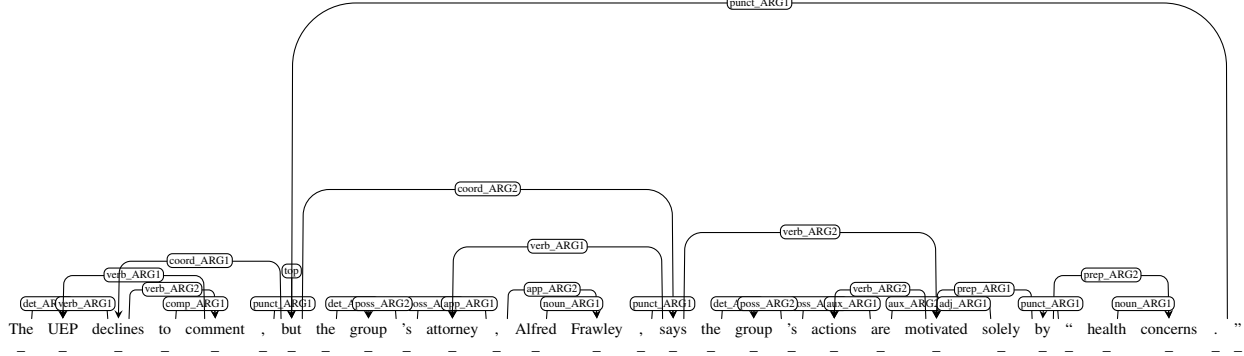 punct_ARG1
coord_ARG2
verb_ARG2
verb_ARG1
coord_ARG1
top
verb_ARG1 prep_ARG2
verb_ARG2 app_ARG2 verb_ARG2 prep_ARG1
verb_ARG1 comp_ARG1 punct_ARG1 poss_ARG2 app_ARG1 noun_ARG1 punct_ARG1 poss_ARG2 aux_ARG1 adj_ARG1 punct_ARG1 noun_ARG1
The UEP declines to comment , but the group 's attorney , Alfred Frawley , says the group 's actions are motivated solely by “ health concerns . ”
_ _ _ _ _ _ _ _ _ _ _ _ _ _ _ _ _ _ _ _ _ _ _ _ _ _ _ _ _